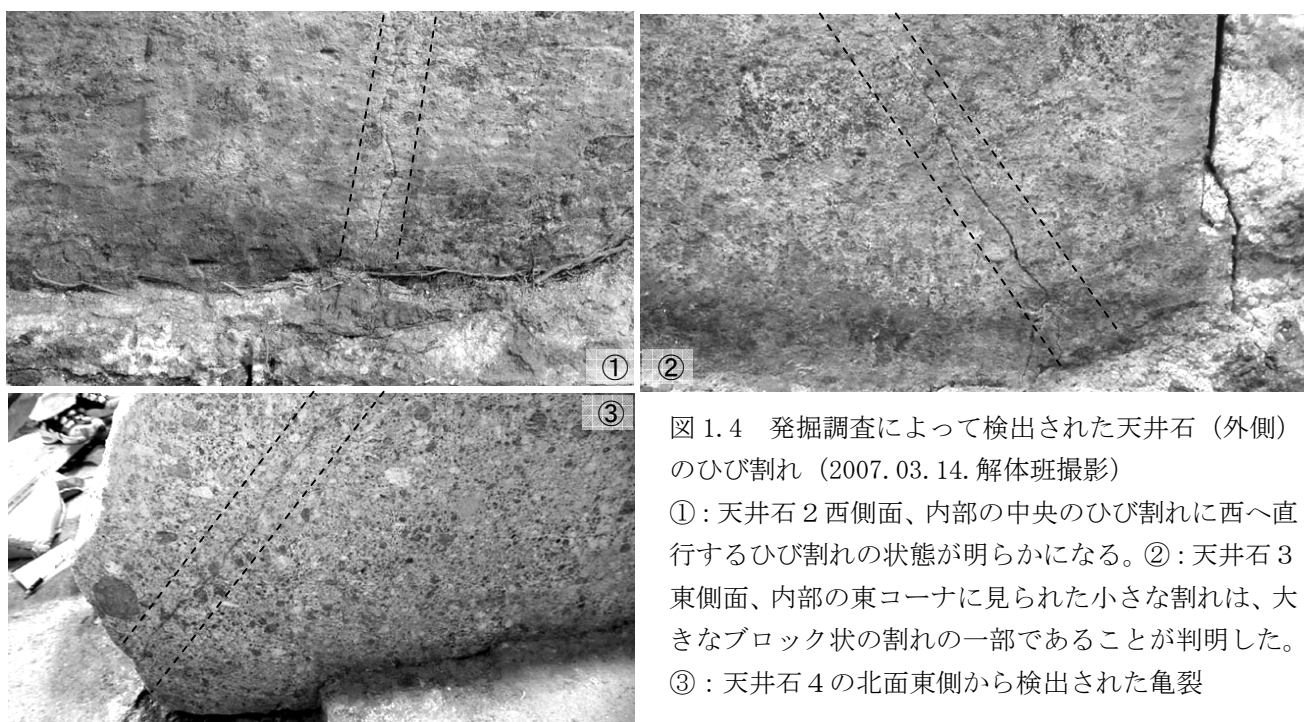 ①
②
③
図 1.4 発掘調査によって検出された天井石（外側）
のひび割れ（2007.03.14.解体班撮影）
①：天井石２西側面、内部の中央のひび割れに西へ直
行するひび割れの状態が明らかになる。②：天井石３
東側面、内部の東コーナに見られた小さな割れは、大
きなブロック状の割れの一部であることが判明した。
③：天井石４の北面東側から検出された亀裂